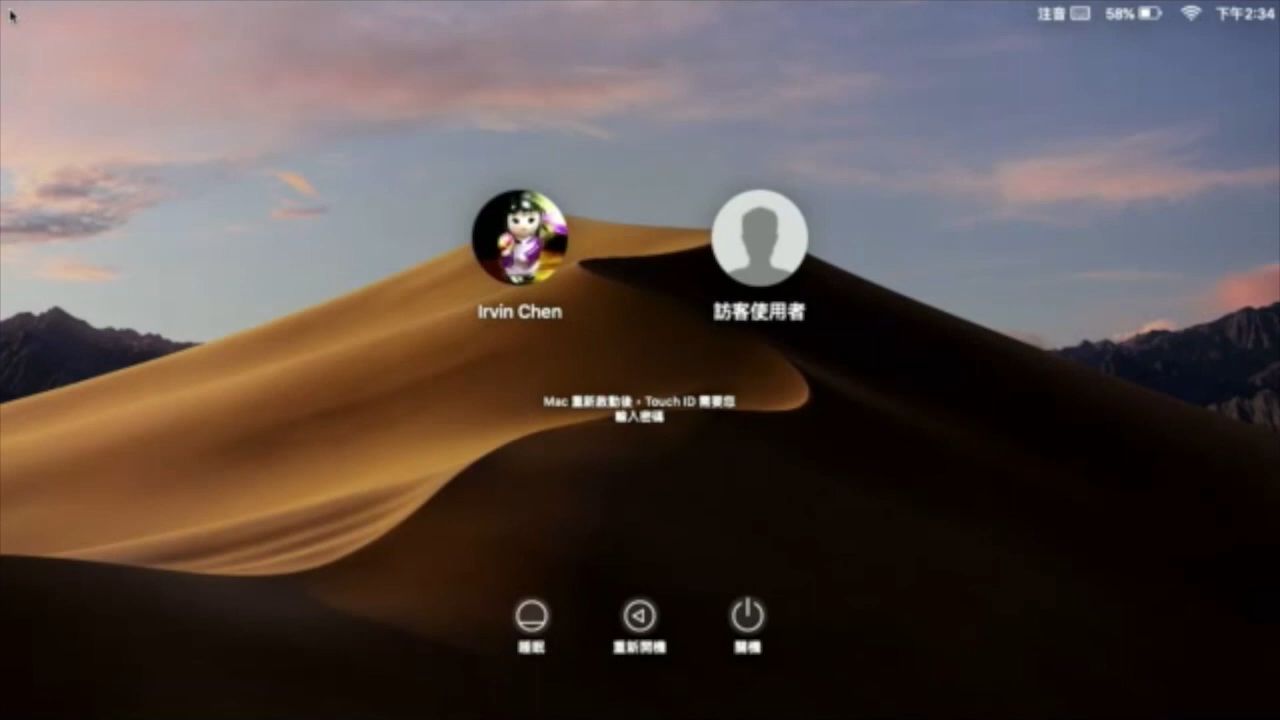 注音 58% 下午2:34
Irvin Chen
訪客使用者
Mac 重新啟動後，Touch ID 需要您
輸入密碼
睡眠
重新開機
關機